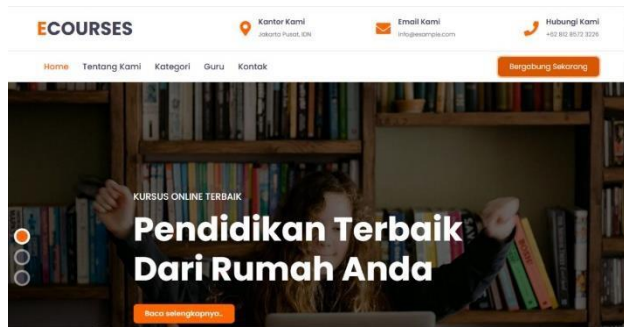 ECOURSES
Kantor Kami
Jakarta Pusat, IDN
Email Kami
info@example.com
Hubungi Kami
+62 812 8572 3226
Home Tentang Kami Kategori Guru Kontak
Bergabung Sekarang
KURSUS ONLINE TERBAIK
Pendidikan Terbaik
Dari Rumah Anda
Baca selengkapnya..